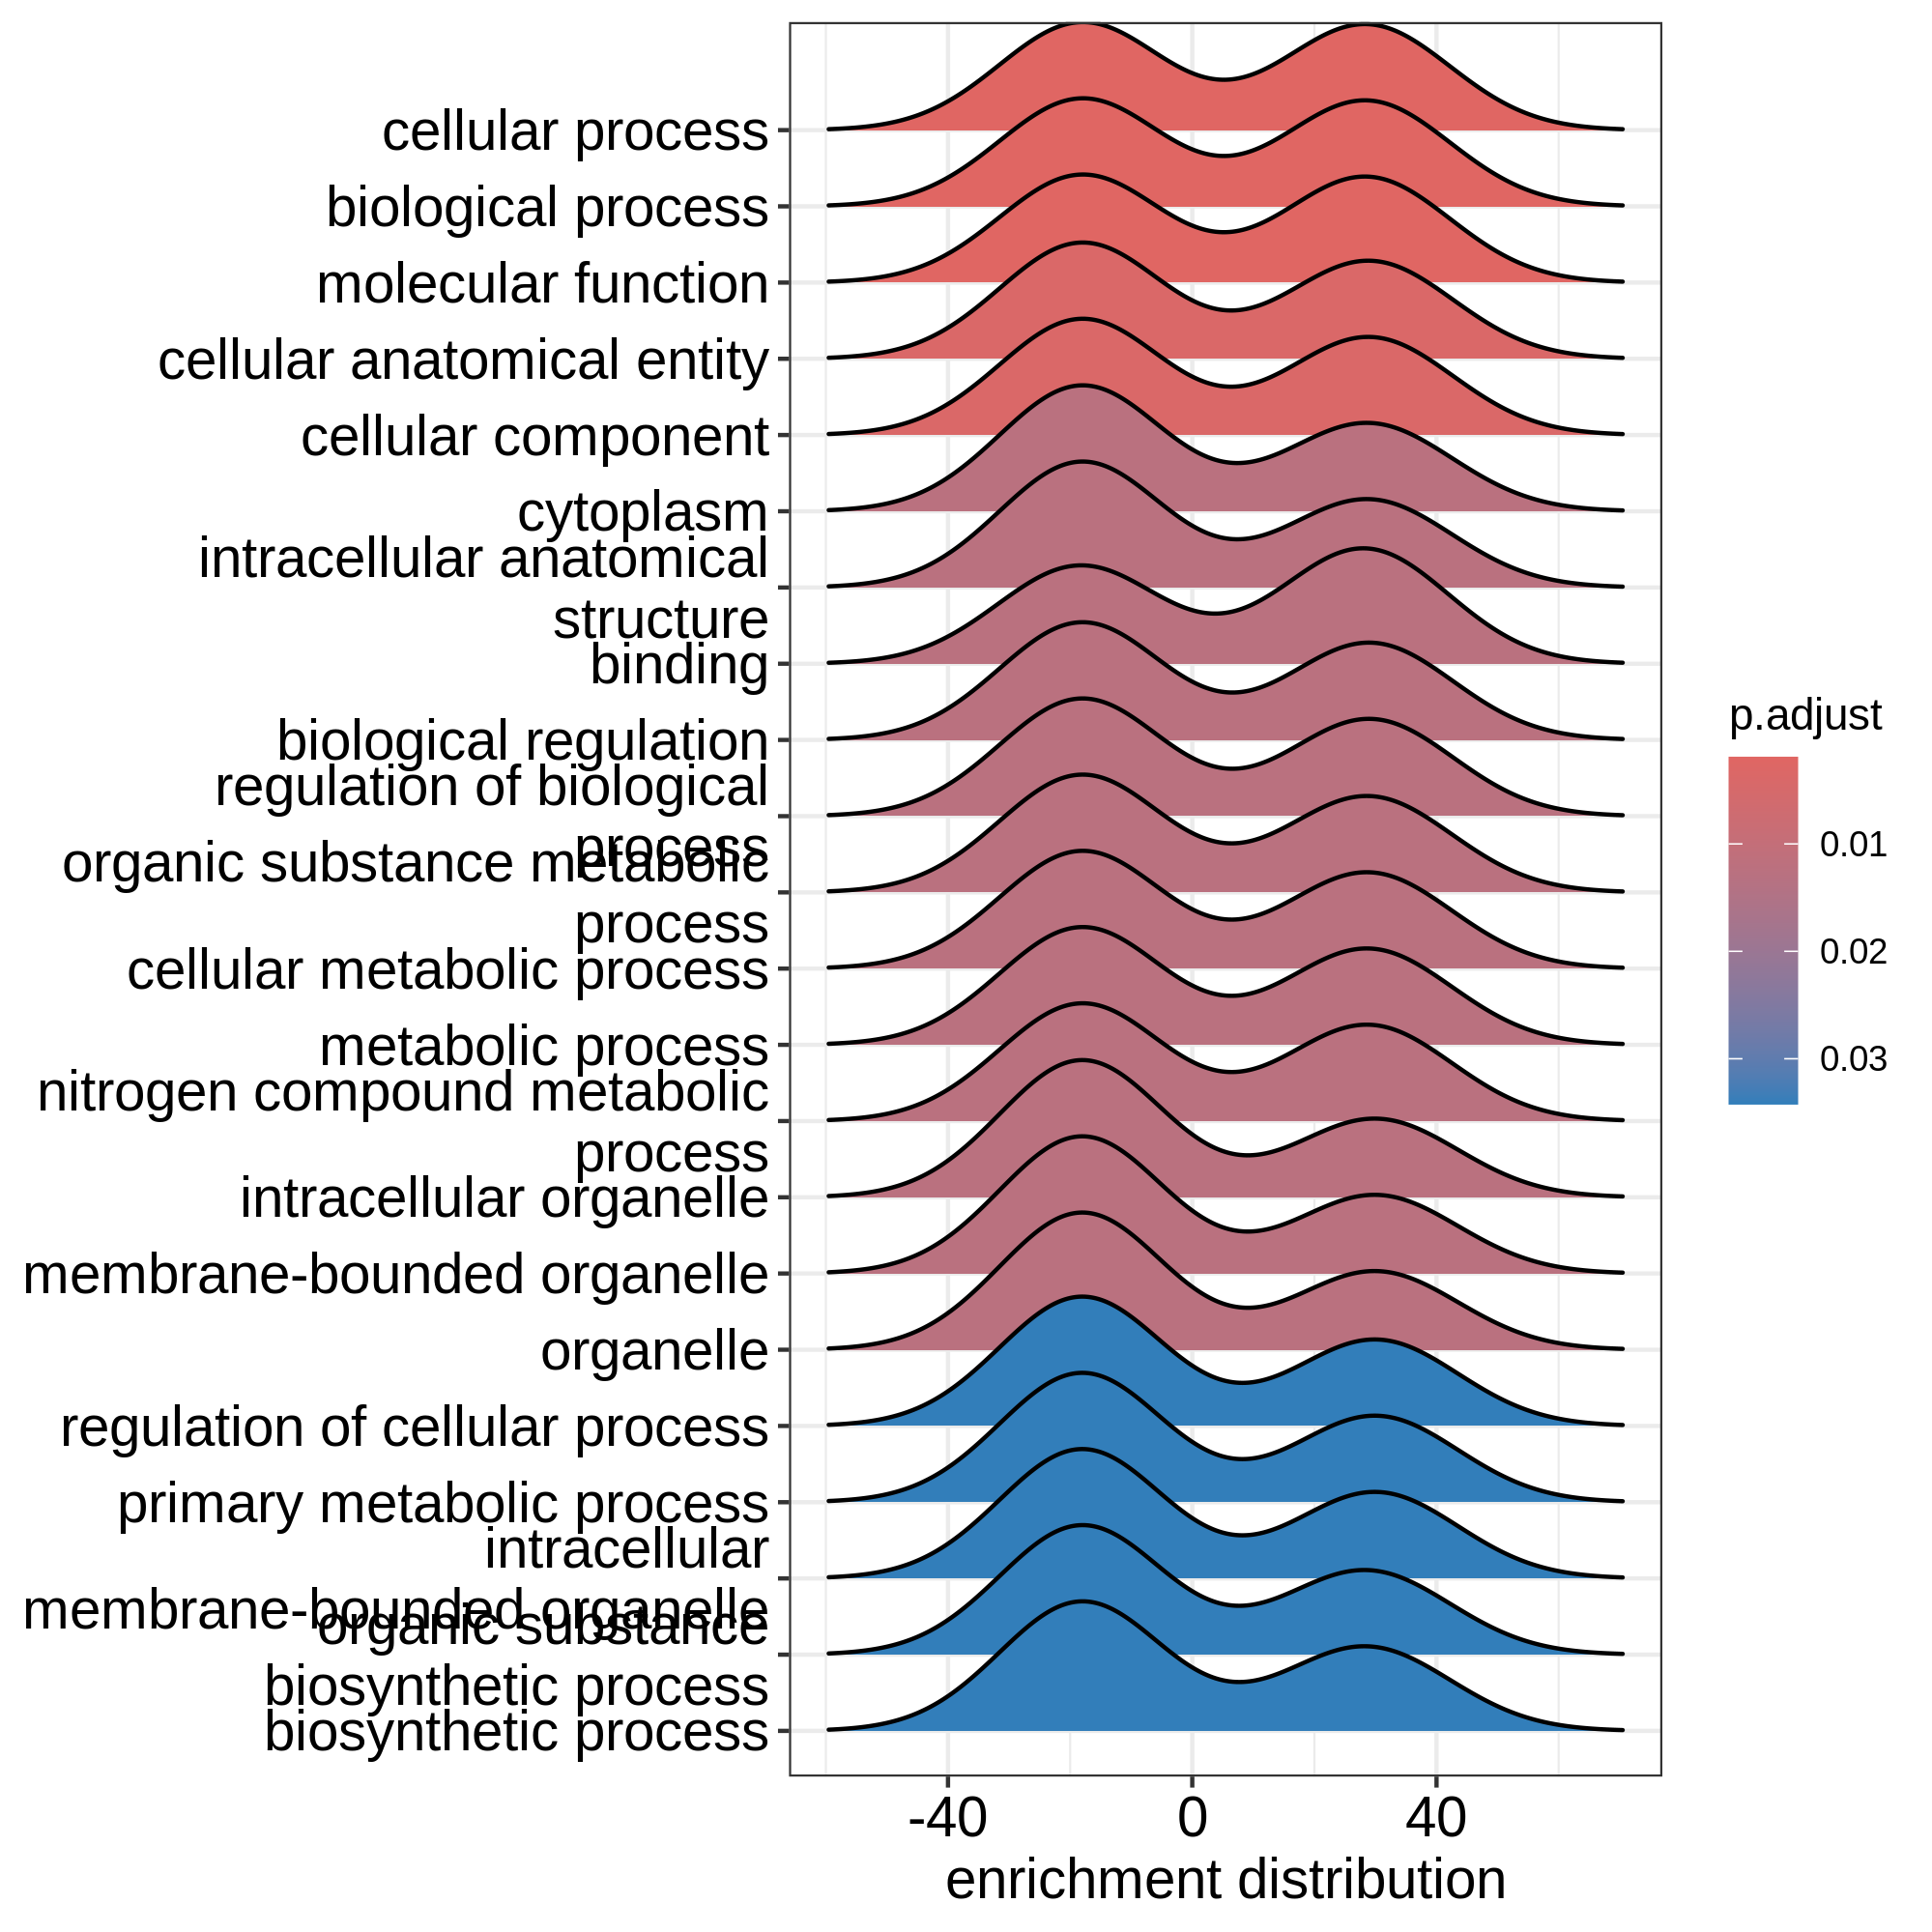 cellular process
biological process
molecular function
cellular anatomical entity
cellular component
cytoplasm
intracellular anatomical
structure
binding
biological regulation
regulation of biological
process
organic substance metabolic
process
cellular metabolic process
metabolic process
nitrogen compound metabolic
process
intracellular organelle
membrane-bounded organelle
organelle
regulation of cellular process
primary metabolic process
intracellular
membrane-bounded organelle
organic substance
biosynthetic process
biosynthetic process
-40 0 40
enrichment distribution
p.adjust
0.01
0.02
0.03